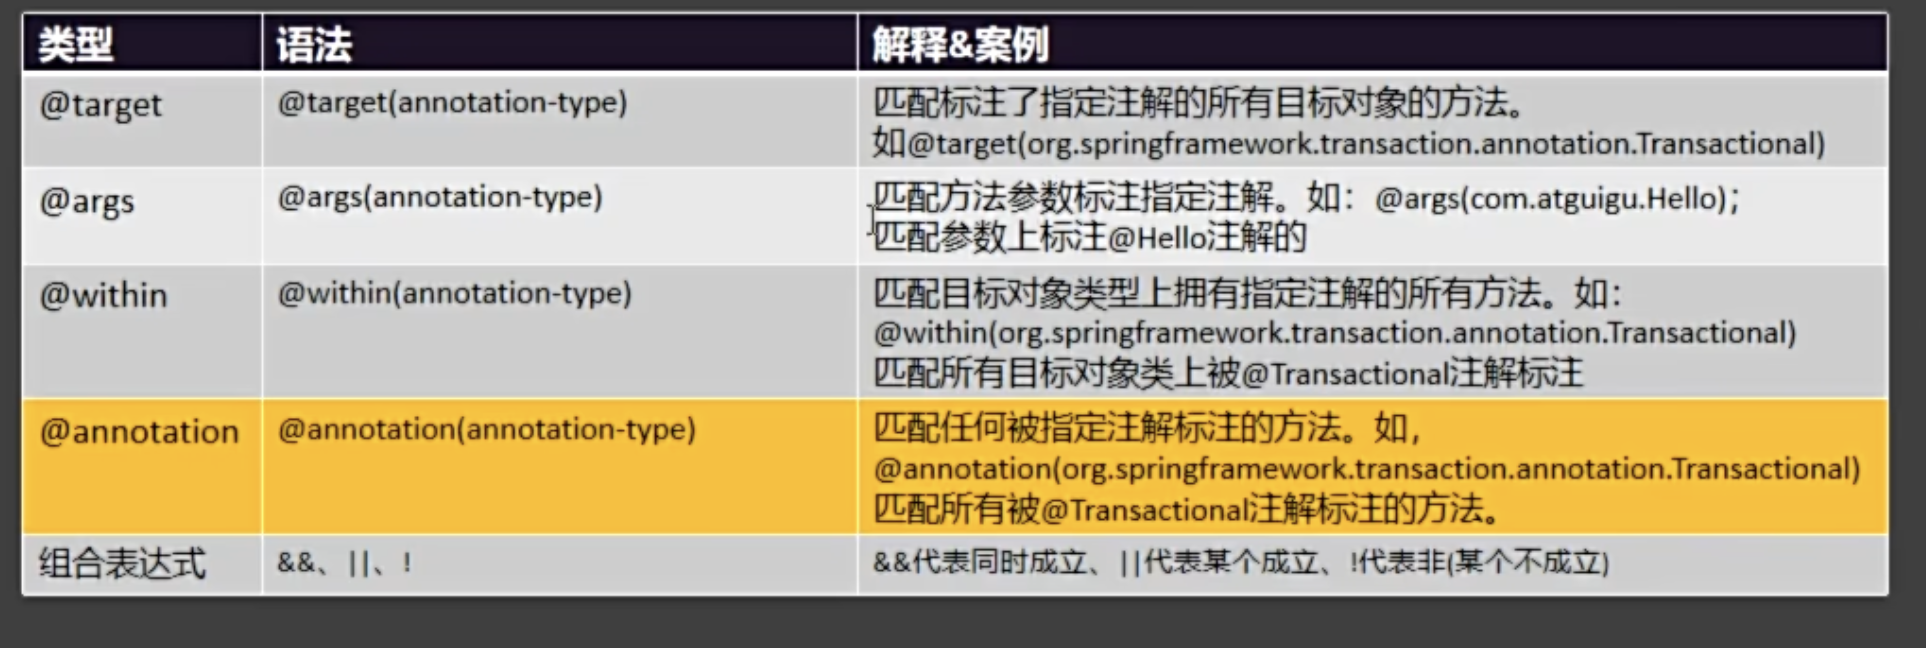 类型 语法 解释&案例
@target @target(annotation-type) 匹配标注了指定注解的所有目标对象的方法。
如@target(org.springframework.transaction.annotation.Transactional)
@args @args(annotation-type) 匹配方法参数标注指定注解。如：@args(com.atguigu.Hello)；
匹配参数上标注@Hello注解的
@within @within(annotation-type) 匹配目标对象类型上拥有指定注解的所有方法。如：
@within(org.springframework.transaction.annotation.Transactional)
匹配所有目标对象类上被@Transactional注解标注
@annotation @annotation(annotation-type) 匹配任何被指定注解标注的方法。如，
@annotation(org.springframework.transaction.annotation.Transactional)
匹配所有被@Transactional注解标注的方法。
组合表达式 &&、||、! &&代表同时成立、||代表某个成立、!代表非(某个不成立)